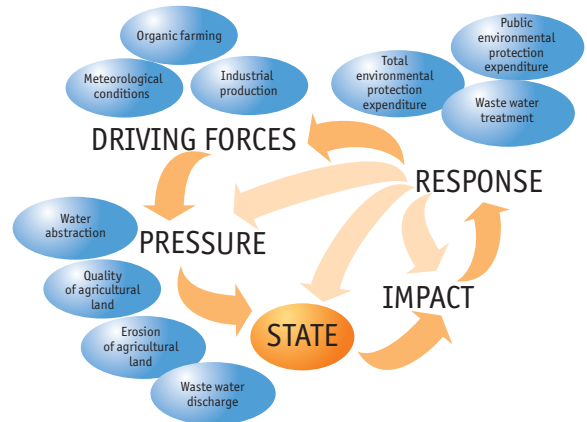 Organic farming
Meteorological
conditions
Industrial
production
Public
environmental
protection
expenditure
Total
environmental
protection
expenditure
Waste water
treatment
DRIVING FORCES
RESPONSE
Water
abstraction
PRESSURE
Quality
of agricultural
land
IMPACT
Erosion
of agricultural
land
STATE
Waste water
discharge